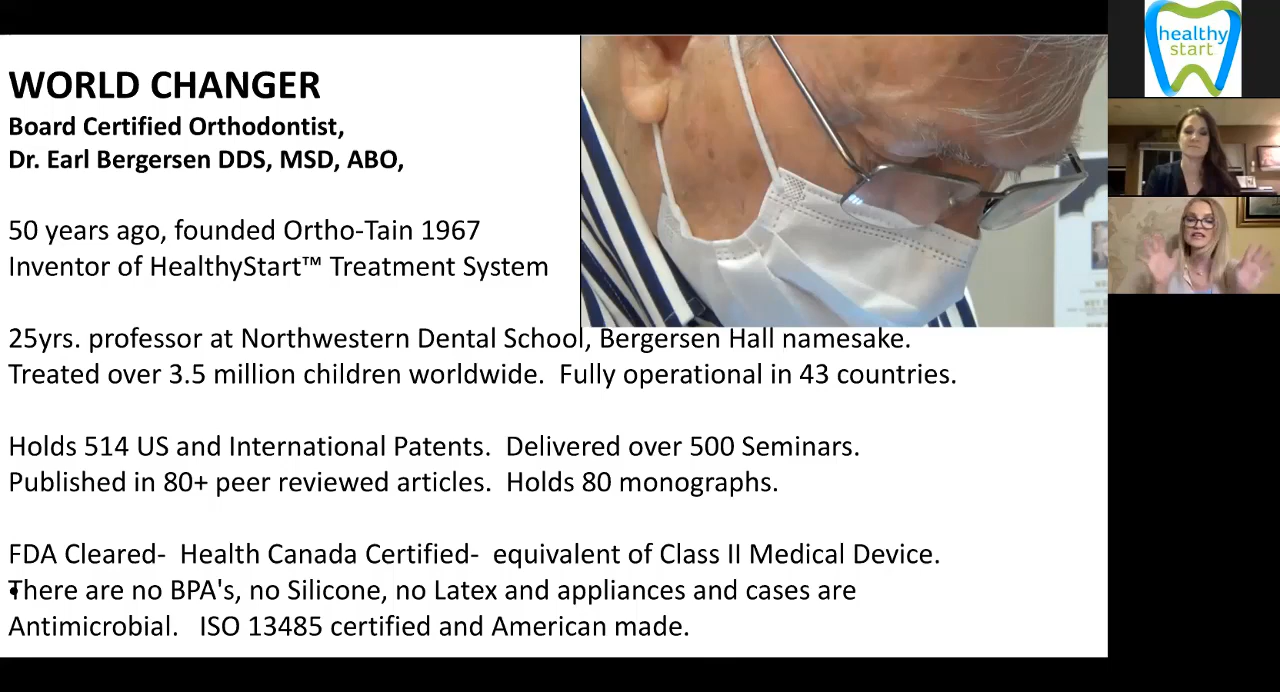 WORLD CHANGER
Board Certified Orthodontist,
Dr. Earl Bergersen DDS, MSD, ABO,
50 years ago, founded Ortho-Tain 1967
Inventor of HealthyStart™ Treatment System
25yrs. professor at Northwestern Dental School, Bergersen Hall namesake.
Treated over 3.5 million children worldwide.  Fully operational in 43 countries.
Holds 514 US and International Patents.  Delivered over 500 Seminars.
Published in 80+ peer reviewed articles.  Holds 80 monographs.
FDA Cleared-  Health Canada Certified-  equivalent of Class II Medical Device.
There are no BPA's, no Silicone, no Latex and appliances and cases are
Antimicrobial.   ISO 13485 certified and American made.
healthy
start